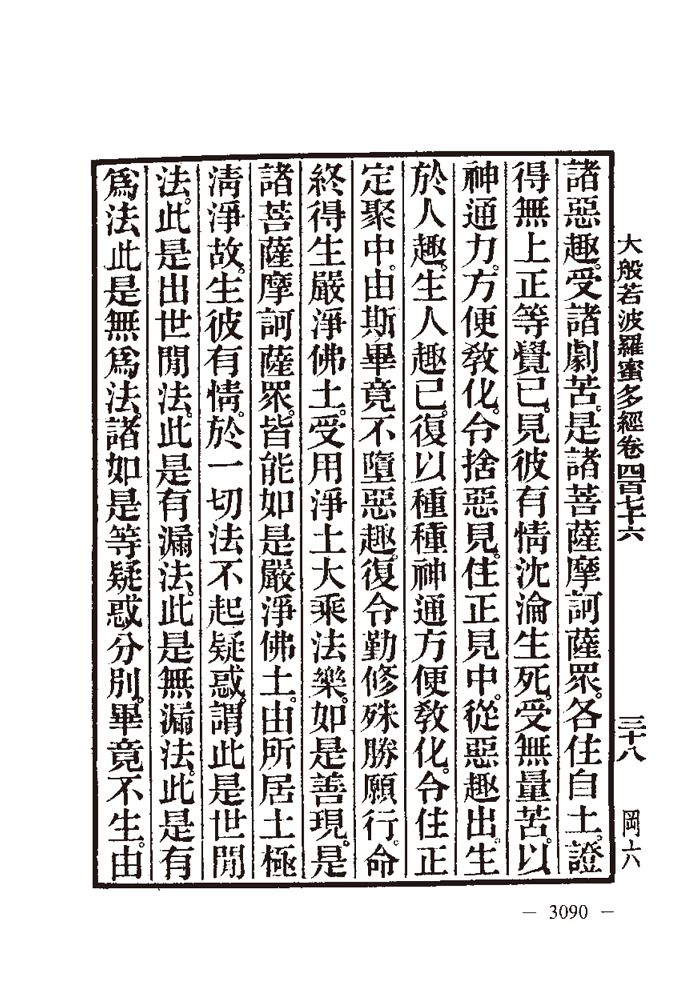 大般若波羅蜜多經卷四百七十六 三十八 岡六
諸惡趣。受諸劇苦。是諸菩薩摩訶薩眾。各住自土。證
得無上正等覺已。見彼有情沈淪生死。受無量苦。以
神通力。方便敎化。令捨惡見。住正見中。從惡趣出。生
於人趣。生人趣已。復以種種神通方便敎化。令住正
定聚中。由斯畢竟不墮惡趣。復令勤修殊勝願行。命
終得生嚴淨佛土。受用淨土大乘法樂。如是善現。是
諸菩薩摩訶薩眾。皆能如是嚴淨佛土。由所居土極
清淨故。生彼有情。於一切法不起疑惑。謂此是世閒
法。此是出世閒法。此是有漏法。此是無漏法。此是有
爲法。此是無爲法。諸如是等疑惑分別。畢竟不生。由
— 3090 —